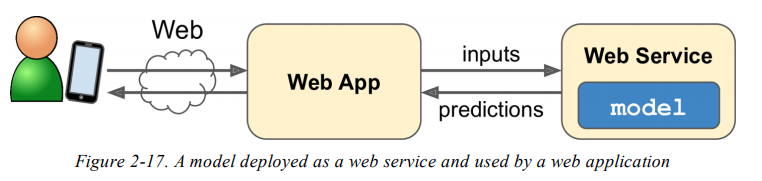 Web
Web App
inputs
predictions
Web Service
model
Figure 2-17. A model deployed as a web service and used by a web application